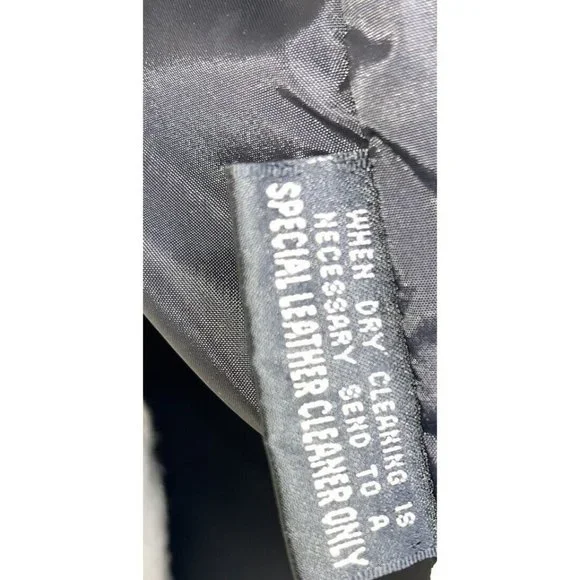 WHEN DRY CLEANING IS
NECESSARY SEND TO A
SPECIAL LEATHER CLEANER ONLY